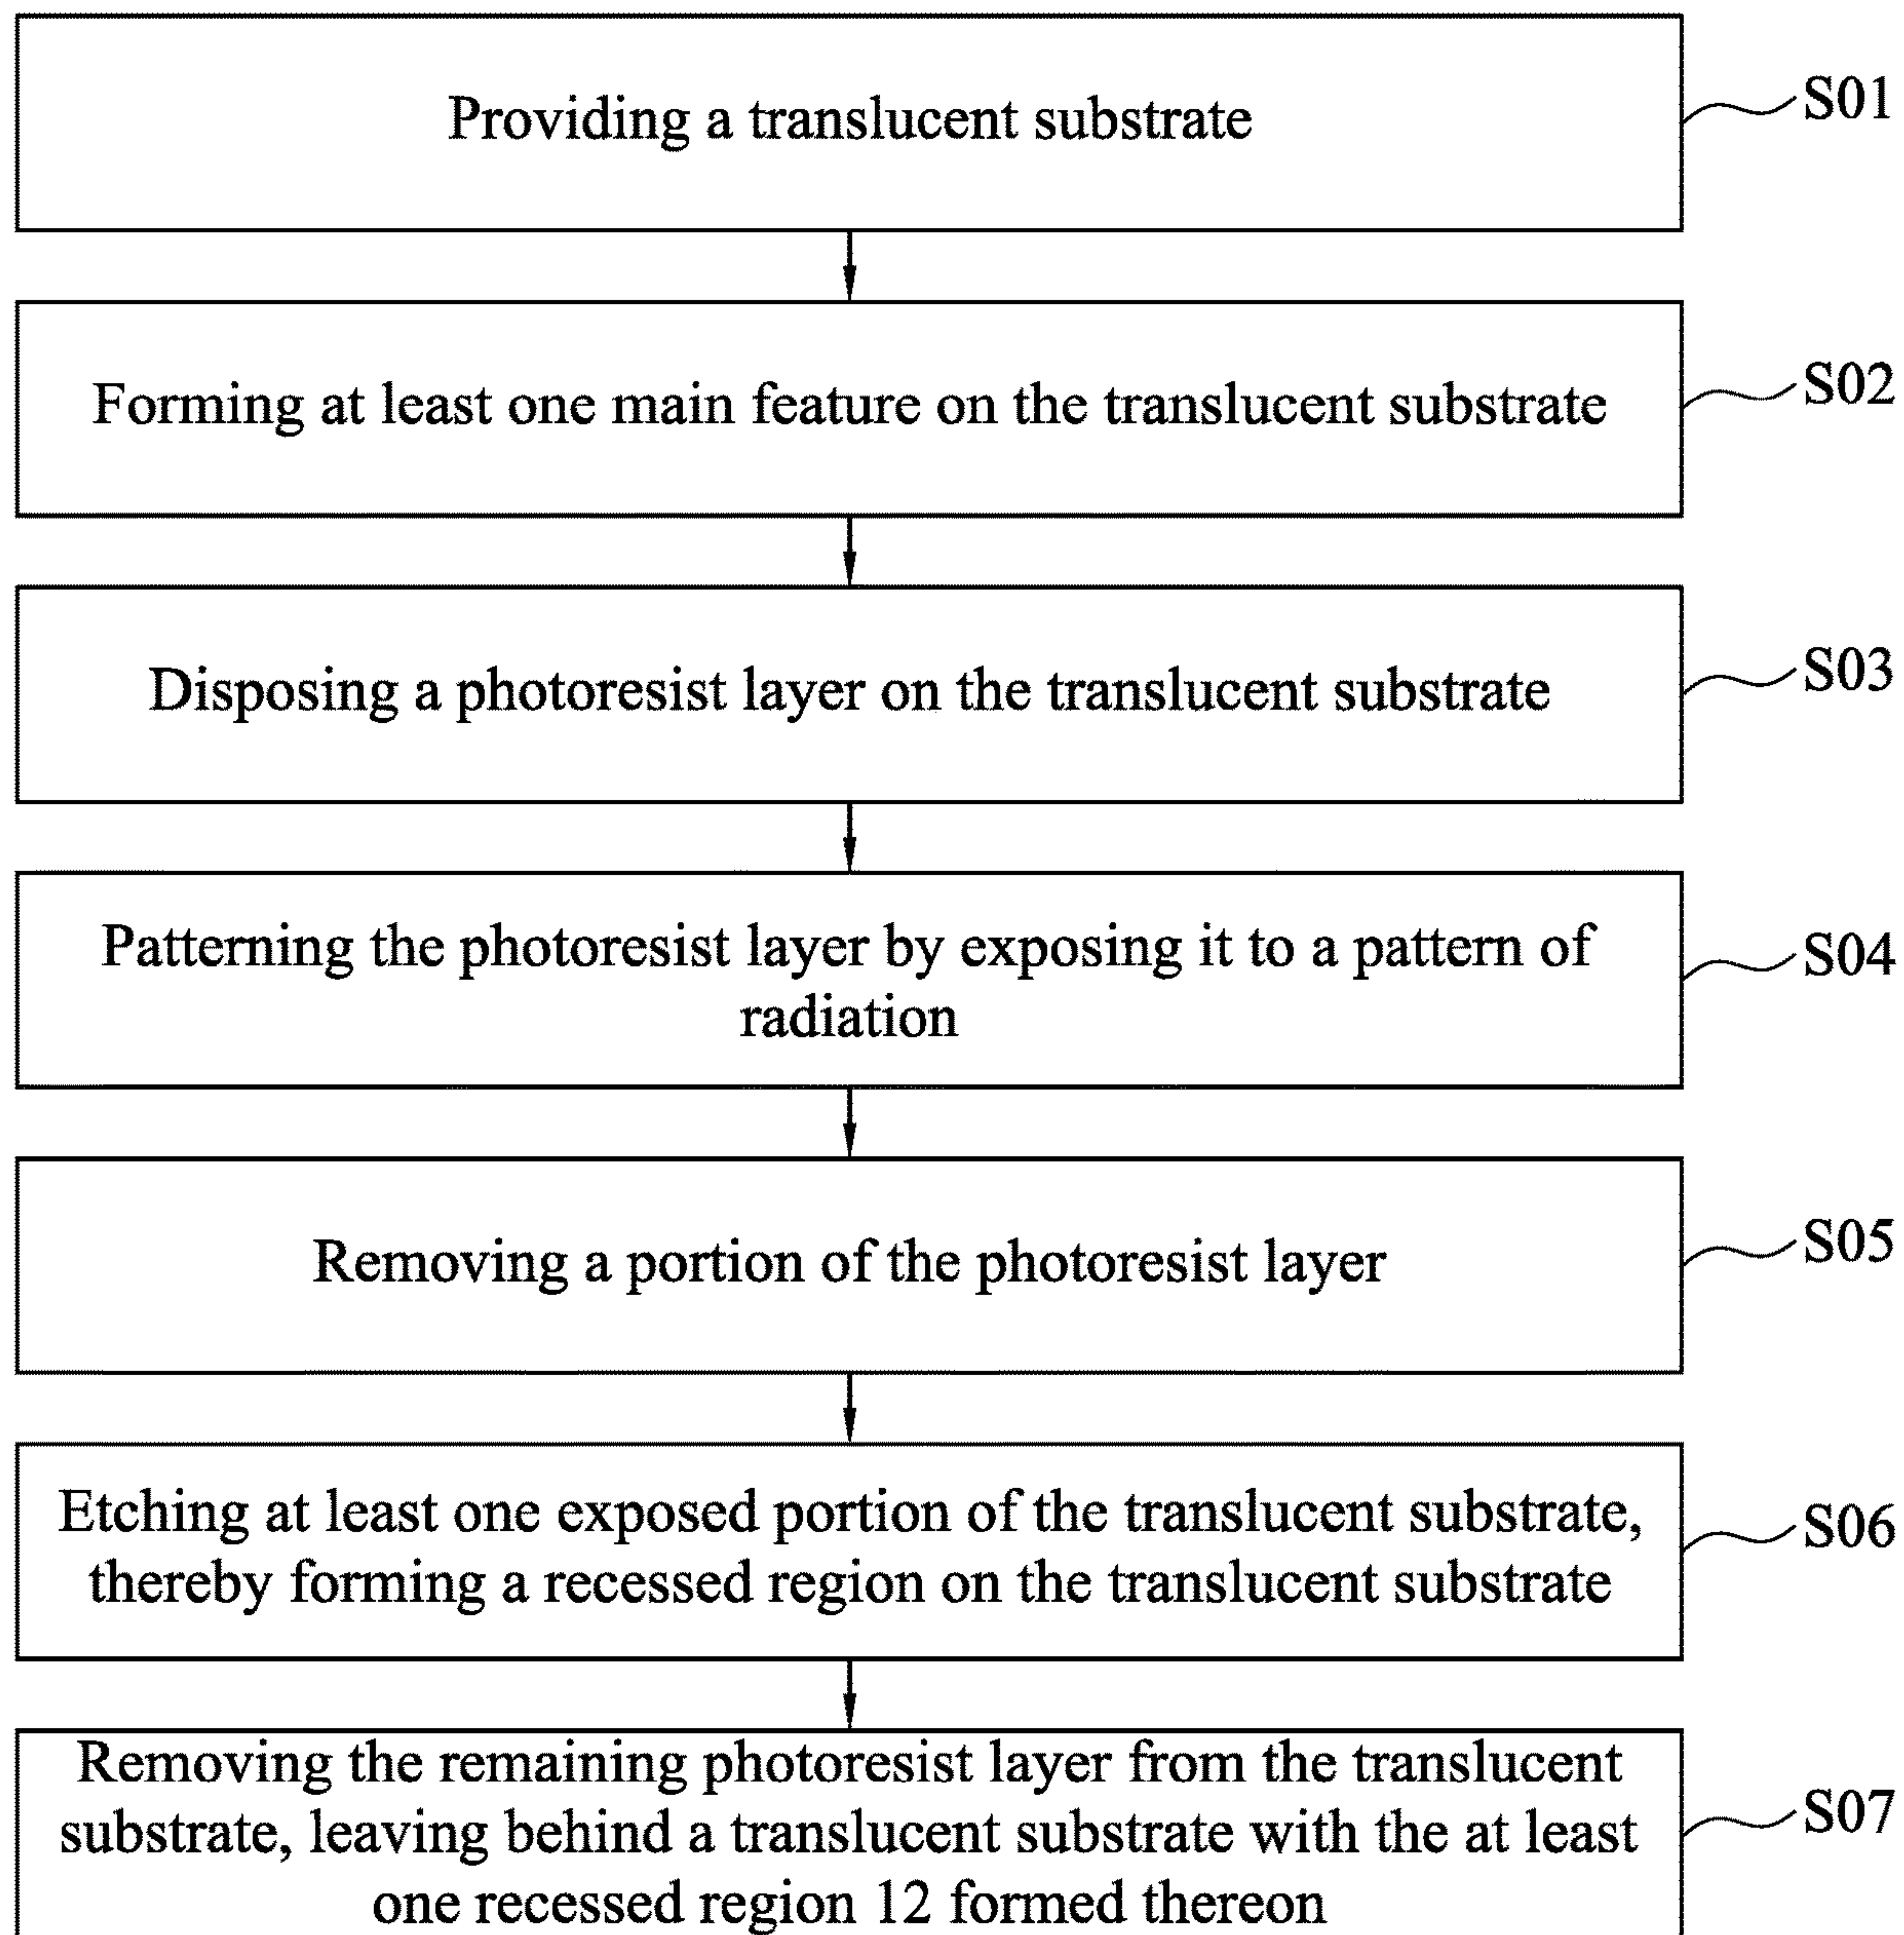 Providing a translucent substrate
S01
Forming at least one main feature on the translucent substrate
S02
Disposing a photoresist layer on the translucent substrate
S03
Patterning the photoresist layer by exposing it to a pattern of
radiation
S04
Removing a portion of the photoresist layer
S05
Etching at least one exposed portion of the translucent substrate,
thereby forming a recessed region on the translucent substrate
S06
Removing the remaining photoresist layer from the translucent
substrate, leaving behind a translucent substrate with the at least
one recessed region 12 formed thereon
S07